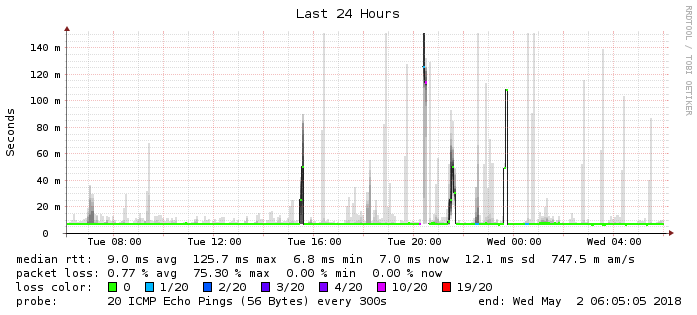 Last 24 Hours
RRDTOOL / TOBI OETIKER
Seconds
140 m
120 m
100 m
80 m
60 m
40 m
20 m
0
Tue 08:00 Tue 12:00 Tue 16:00 Tue 20:00 Wed 00:00 Wed 04:00
median rtt: 9.0 ms avg 125.7 ms max 6.8 ms min 7.0 ms now 12.1 ms sd 747.5 m am/s
packet loss: 0.77 % avg 75.30 % max 0.00 % min 0.00 % now
loss color: 0 1/20 2/20 3/20 4/20 10/20 19/20
probe: 20 ICMP Echo Pings (56 Bytes) every 300s end: Wed May 2 06:05:05 2018